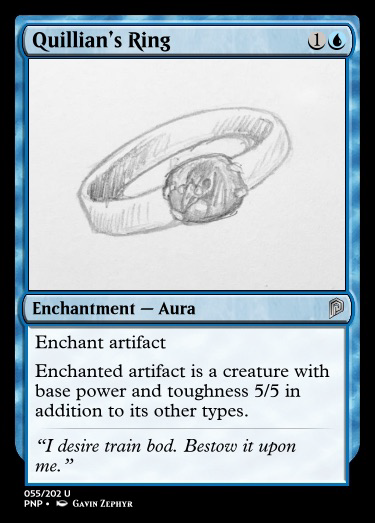 Quillian's Ring 1
Enchantment — Aura
Enchant artifact
Enchanted artifact is a creature with
base power and toughness 5/5 in
addition to its other types.
“I desire train bod. Bestow it upon
me.”
055/202 U
PNP • Gavin Zephyr